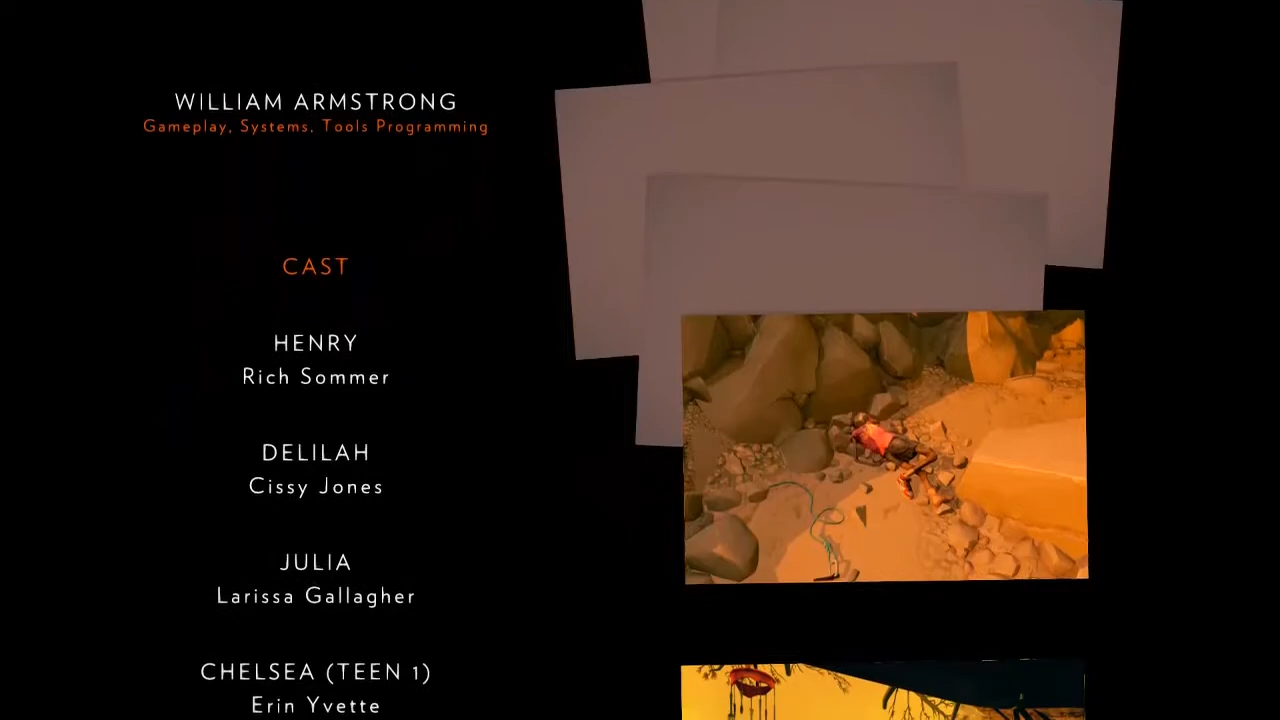 WILLIAM ARMSTRONG
Gameplay, Systems, Tools Programming
CAST
HENRY
Rich Sommer
DELILAH
Cissy Jones
JULIA
Larissa Gallagher
CHELSEA (TEEN 1)
Erin Yvette